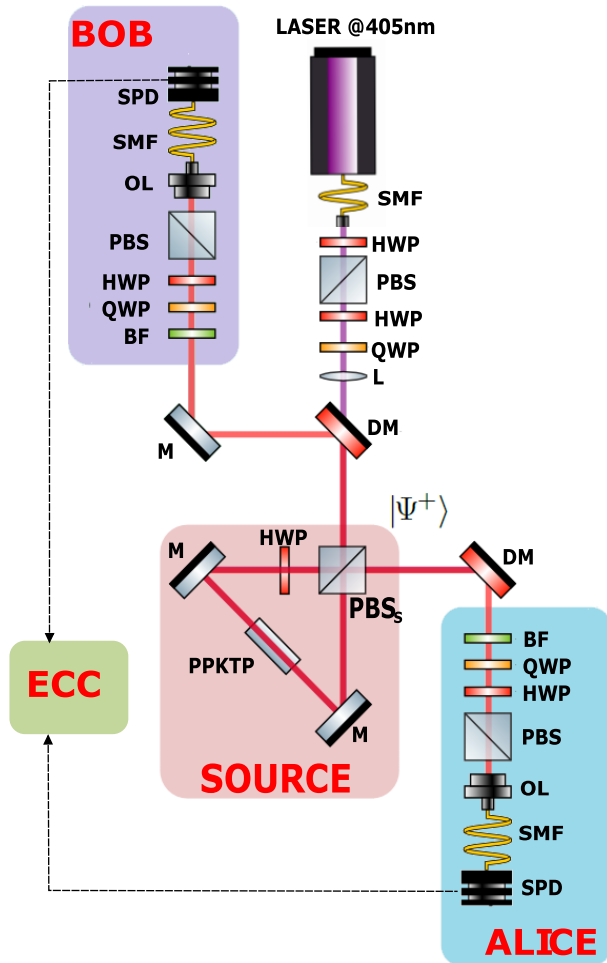 BOB
LASER @405nm
SPD
SMF
OL
PBS
HWP
QWP
BF
SMF
HWP
PBS
HWP
QWP
L
M
DM
|Ψ⁺⟩
M
HWP
PBSₛ
DM
PPKTP
M
SOURCE
ECC
BF
QWP
HWP
PBS
OL
SMF
SPD
ALICE